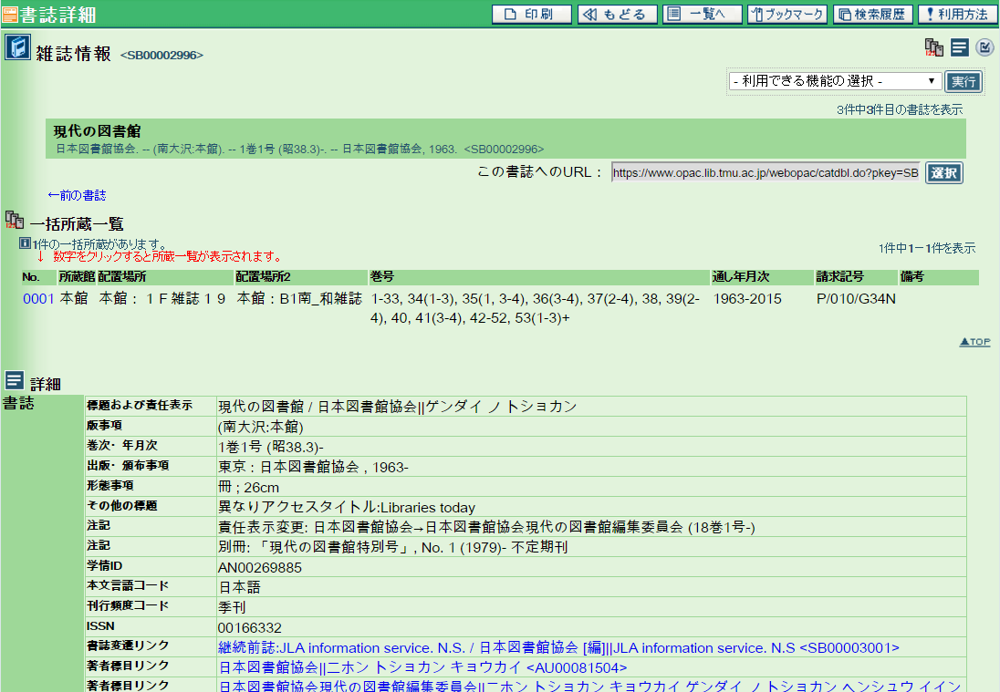 書誌詳細
印刷 もどる 一覧へ ブックマーク 検索履歴 利用方法
雑誌情報 <SB00002996>
- 利用できる機能の選択 - 実行
3件中3件目の書誌を表示
現代の図書館
日本図書館協会. -- (南大沢:本館). -- 1巻1号 (昭38.3)-. -- 日本図書館協会, 1963. <SB00002996>
この書誌へのURL： https://www.opac.lib.tmu.ac.jp/webopac/catdbl.do?pkey=SB 選択
←前の書誌
一括所蔵一覧
1件の一括所蔵があります。
↓ 数字をクリックすると所蔵一覧が表示されます。
1件中1－1件を表示
No. 所蔵館 配置場所 配置場所2 巻号 通し年月次 請求記号 備考
0001 本館 本館：１Ｆ雑誌１９ 本館：B1南_和雑誌 1-33, 34(1-3), 35(1, 3-4), 36(3-4), 37(2-4), 38, 39(2- 1963-2015 P/010/G34N
4), 40, 41(3-4), 42-52, 53(1-3)+
▲TOP
詳細
書誌
標題および責任表示 現代の図書館 / 日本図書館協会||ゲンダイ ノ トショカン
版事項 (南大沢:本館)
巻次・年月次 1巻1号 (昭38.3)-
出版・頒布事項 東京 : 日本図書館協会 , 1963-
形態事項 冊 ; 26cm
その他の標題 異なりアクセスタイトル:Libraries today
注記 責任表示変更: 日本図書館協会→日本図書館協会現代の図書館編集委員会 (18巻1号-)
注記 別冊: 「現代の図書館特別号」, No. 1 (1979)- 不定期刊
学情ID AN00269885
本文言語コード 日本語
刊行頻度コード 季刊
ISSN 00166332
書誌変遷リンク 継続前誌:JLA information service. N.S. / 日本図書館協会 [編]||JLA information service. N.S <SB00003001>
著者標目リンク 日本図書館協会||ニホン トショカン キョウカイ <AU00081504>
著者標目リンク 日本図書館協会現代の図書館編集委員会||ニホン トショカン キョウカイ ゲンダイ ノ トショカン ヘンシュウ イイン